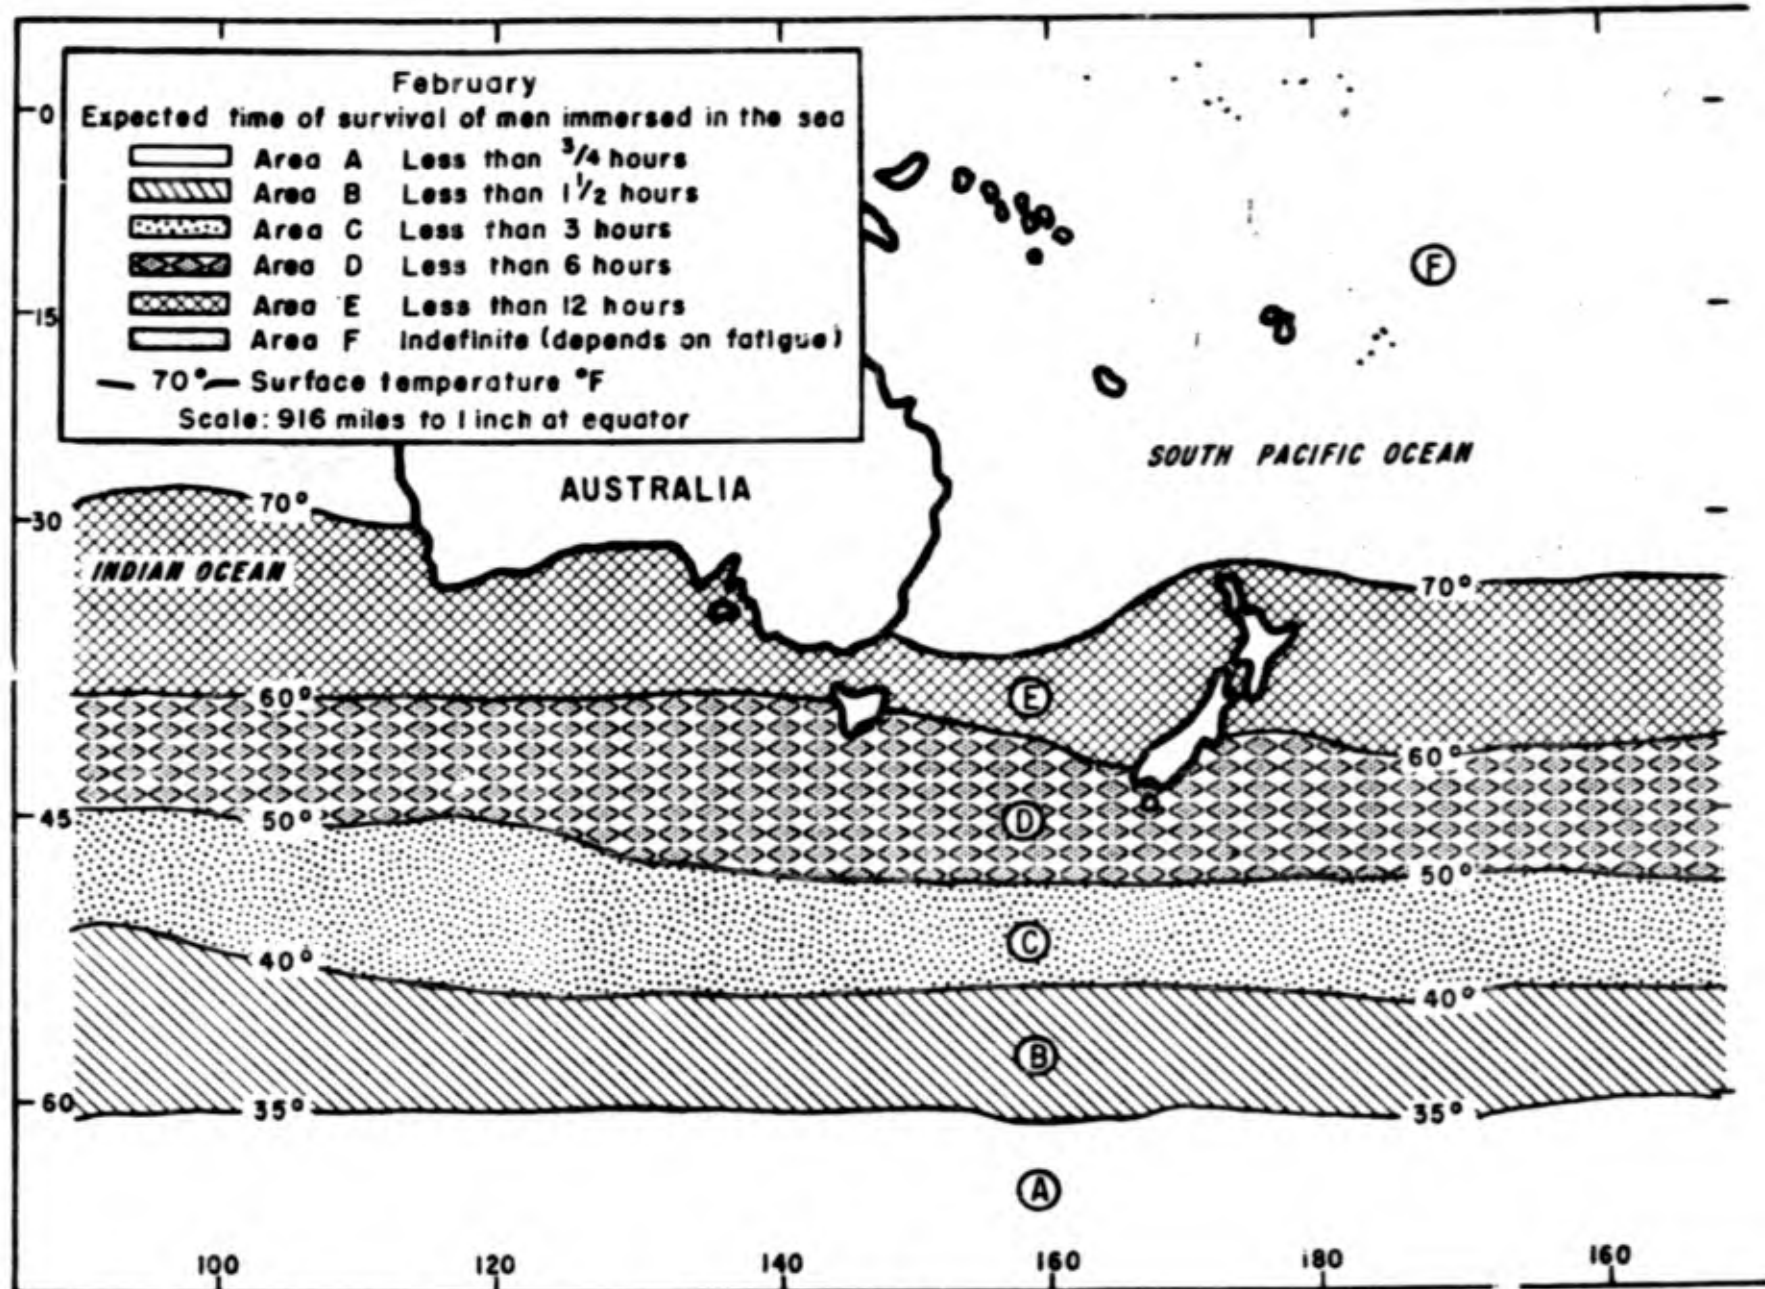 February
Expected time of survival of men immersed in the sea
Area A Less than 3/4 hours
Area B Less than 1 1/2 hours
Area C Less than 3 hours
Area D Less than 6 hours
Area E Less than 12 hours
Area F Indefinite (depends on fatigue)
70° Surface temperature °F
Scale: 916 miles to 1 inch at equator
0
15
F
SOUTH PACIFIC OCEAN
AUSTRALIA
70°
30
INDIAN OCEAN
70°
60°
E
60°
45
50°
D
50°
40°
C
40°
B
60
35°
35°
A
100 120 140 160 180 160